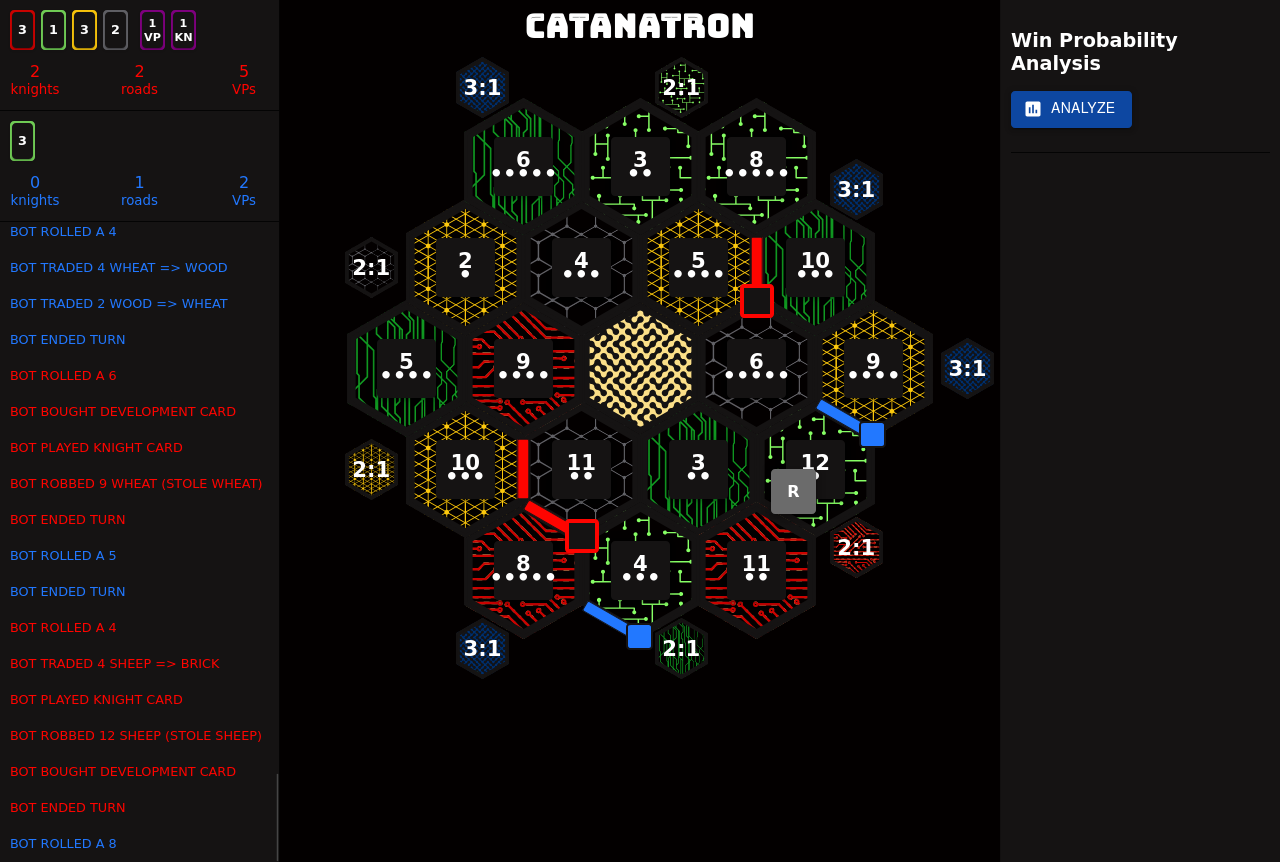 CATANATRON
3 1 3 2 1 VP 1 KN
2 2 5
knights roads VPs
3
0 1 2
knights roads VPs
BOT ROLLED A 4
BOT TRADED 4 WHEAT => WOOD
BOT TRADED 2 WOOD => WHEAT
BOT ENDED TURN
BOT ROLLED A 6
BOT BOUGHT DEVELOPMENT CARD
BOT PLAYED KNIGHT CARD
BOT ROBBED 9 WHEAT (STOLE WHEAT)
BOT ENDED TURN
BOT ROLLED A 5
BOT ENDED TURN
BOT ROLLED A 4
BOT TRADED 4 SHEEP => BRICK
BOT PLAYED KNIGHT CARD
BOT ROBBED 12 SHEEP (STOLE SHEEP)
BOT BOUGHT DEVELOPMENT CARD
BOT ENDED TURN
BOT ROLLED A 8
3:1 2:1
6 3 8
3:1
2:1 2 4 5 10
5 9 6 9 3:1
2:1 10 11 3 12
R
8 4 11 2:1
3:1 2:1
Win Probability
Analysis
ANALYZE